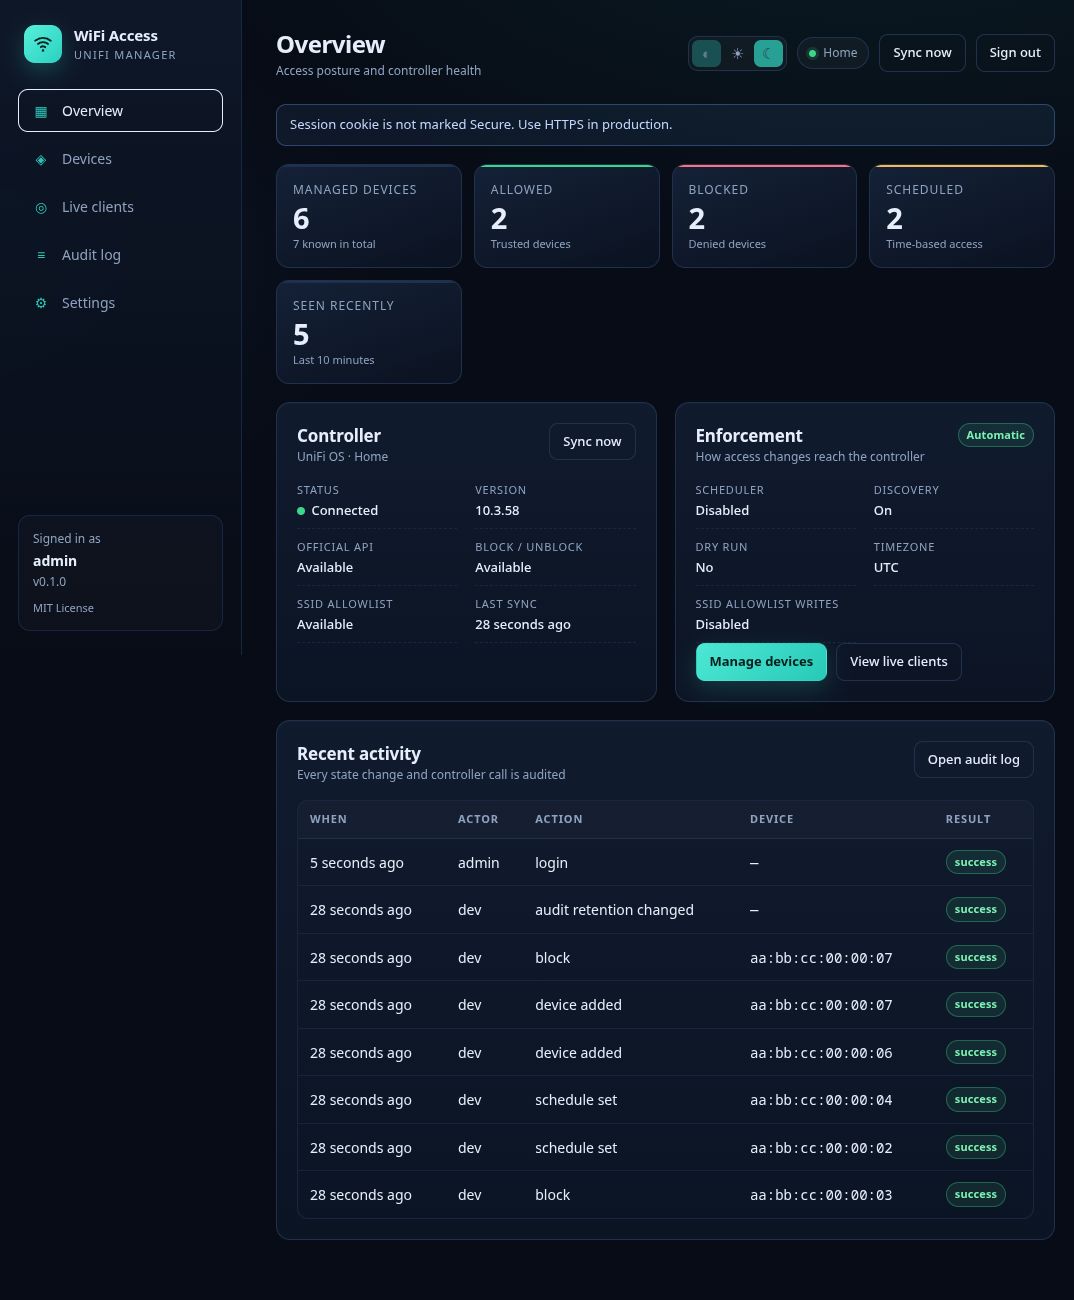 WiFi Access
UNIFI MANAGER
Overview
Devices
Live clients
Audit log
Settings
Signed in as
admin
v0.1.0
MIT License
Overview
Access posture and controller health
Home
Sync now
Sign out
Session cookie is not marked Secure. Use HTTPS in production.
MANAGED DEVICES
6
7 known in total
ALLOWED
2
Trusted devices
BLOCKED
2
Denied devices
SCHEDULED
2
Time-based access
SEEN RECENTLY
5
Last 10 minutes
Controller
UniFi OS · Home
Sync now
STATUS
Connected
VERSION
10.3.58
OFFICIAL API
Available
BLOCK / UNBLOCK
Available
SSID ALLOWLIST
Available
LAST SYNC
28 seconds ago
Enforcement
How access changes reach the controller
Automatic
SCHEDULER
Disabled
DISCOVERY
On
DRY RUN
No
TIMEZONE
UTC
SSID ALLOWLIST WRITES
Disabled
Manage devices
View live clients
Recent activity
Every state change and controller call is audited
Open audit log
WHEN ACTOR ACTION DEVICE RESULT
5 seconds ago admin login — success
28 seconds ago dev audit retention changed — success
28 seconds ago dev block aa:bb:cc:00:00:07 success
28 seconds ago dev device added aa:bb:cc:00:00:07 success
28 seconds ago dev device added aa:bb:cc:00:00:06 success
28 seconds ago dev schedule set aa:bb:cc:00:00:04 success
28 seconds ago dev schedule set aa:bb:cc:00:00:02 success
28 seconds ago dev block aa:bb:cc:00:00:03 success